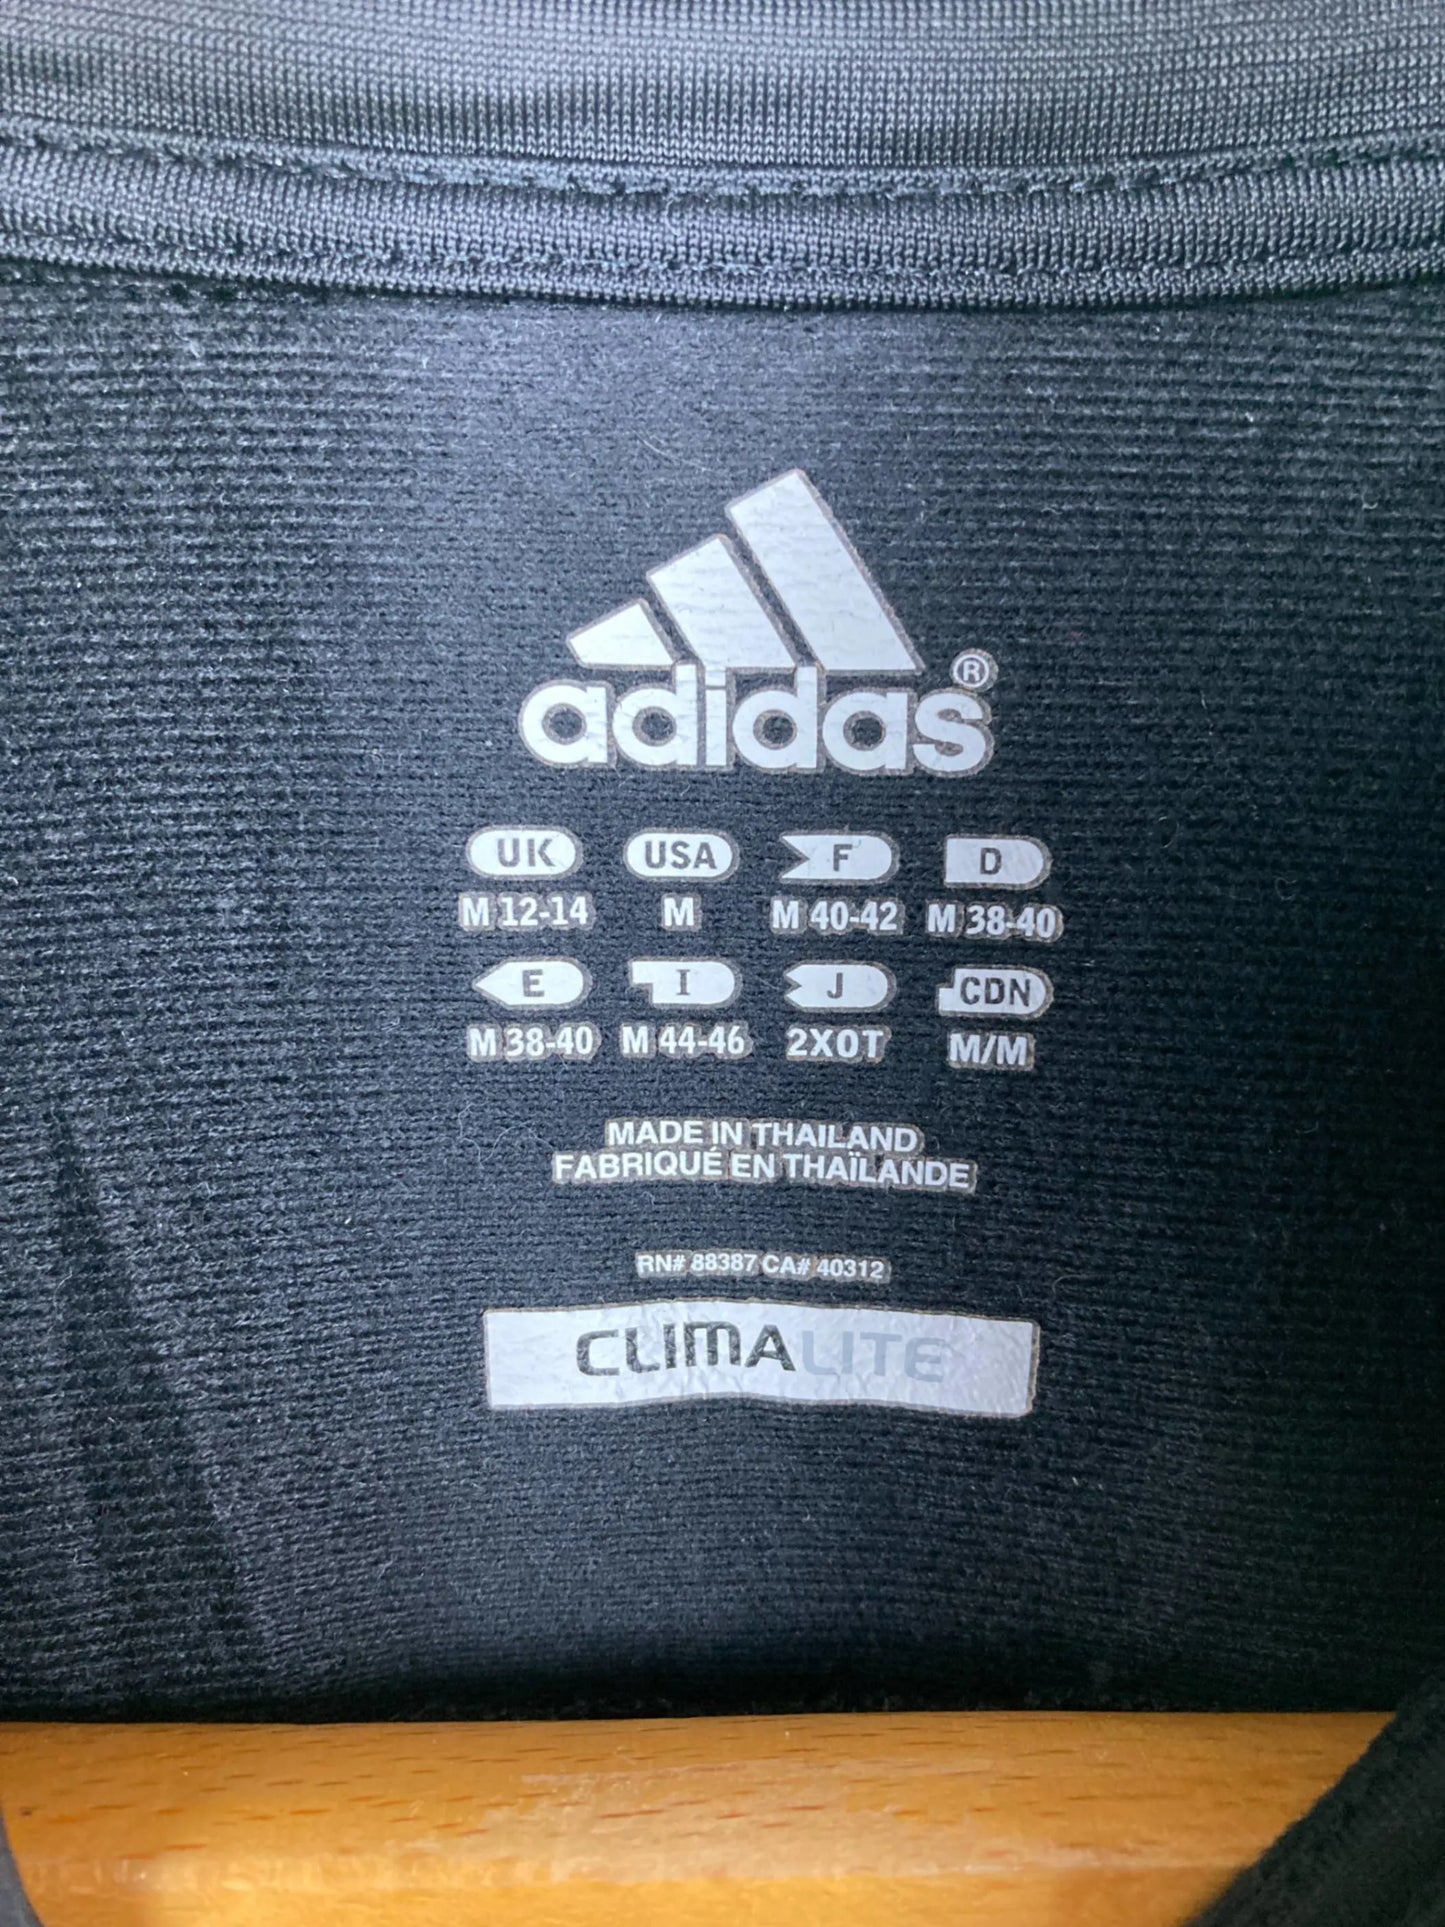 adidas®
UK USA F D
M 12-14 M M 40-42 M 38-40
E I J CDN
M 38-40 M 44-46 2XOT M/M
MADE IN THAILAND
FABRIQUÉ EN THAÏLANDE
RN# 88387 CA# 40312
CLIMALITE